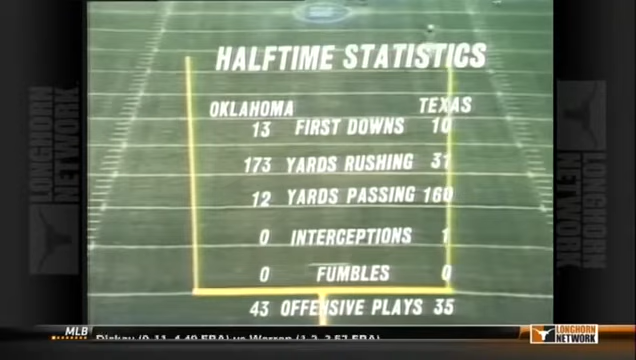 HALFTIME STATISTICS
OKLAHOMA TEXAS
13 FIRST DOWNS 10
173 YARDS RUSHING 31
12 YARDS PASSING 160
0 INTERCEPTIONS 1
0 FUMBLES 0
43 OFFENSIVE PLAYS 35
LONGHORN NETWORK
LONGHORN NETWORK
MLB
LONGHORN
NETWORK